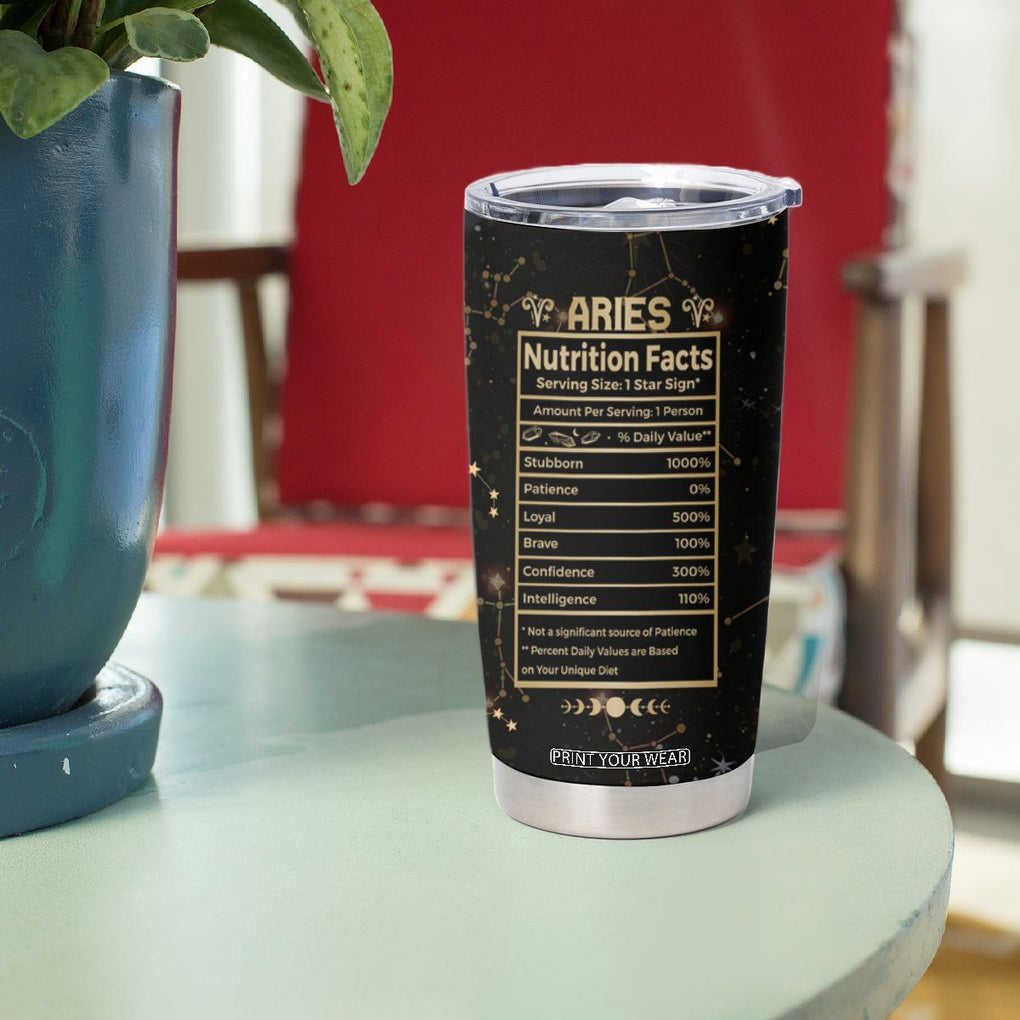 ARIES
Nutrition Facts
Serving Size: 1 Star Sign*
Amount Per Serving: 1 Person
• % Daily Value**
Stubborn 1000%
Patience 0%
Loyal 500%
Brave 100%
Confidence 300%
Intelligence 110%
* Not a significant source of Patience
** Percent Daily Values are Based
on Your Unique Diet
PRINT YOUR WEAR